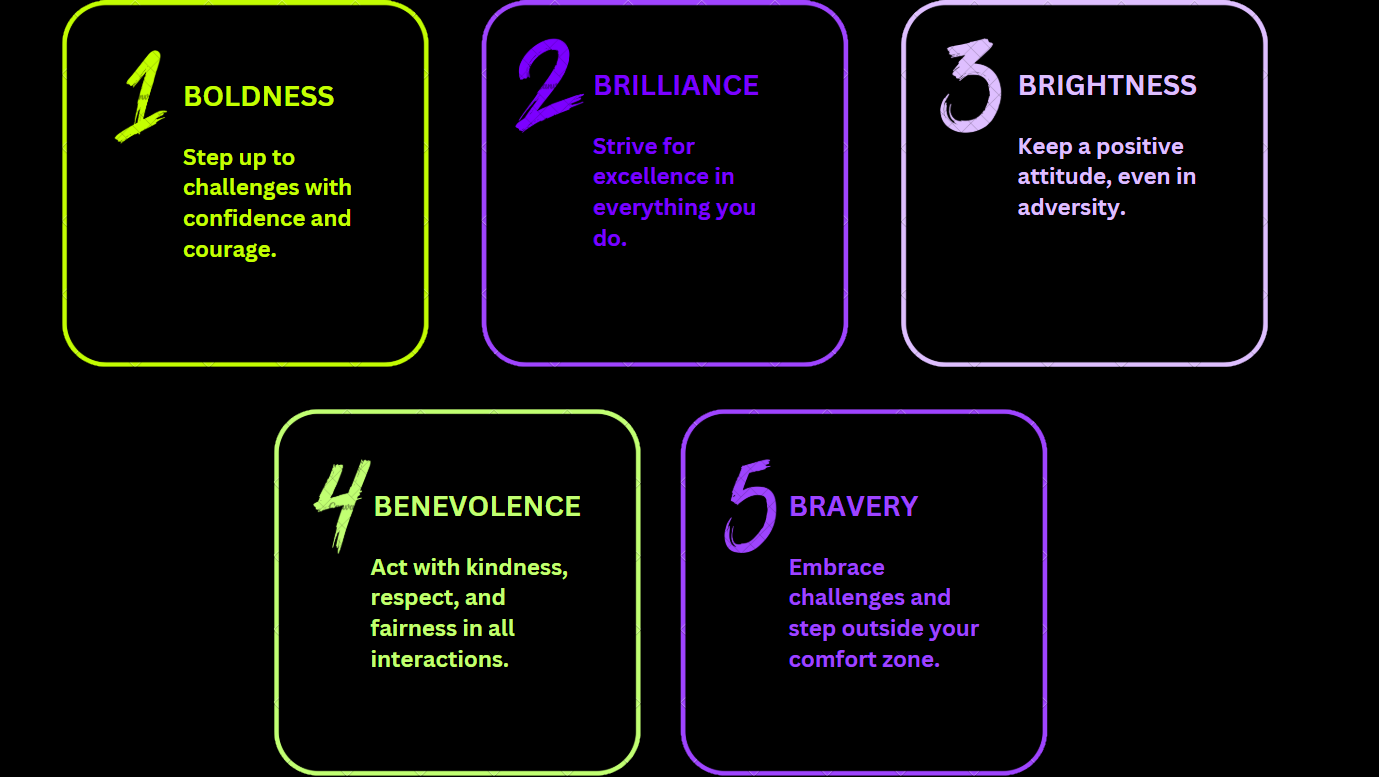 1
BOLDNESS
Step up to
challenges with
confidence and
courage.
2
BRILLIANCE
Strive for
excellence in
everything you
do.
3
BRIGHTNESS
Keep a positive
attitude, even in
adversity.
4
BENEVOLENCE
Act with kindness,
respect, and
fairness in all
interactions.
5
BRAVERY
Embrace
challenges and
step outside your
comfort zone.